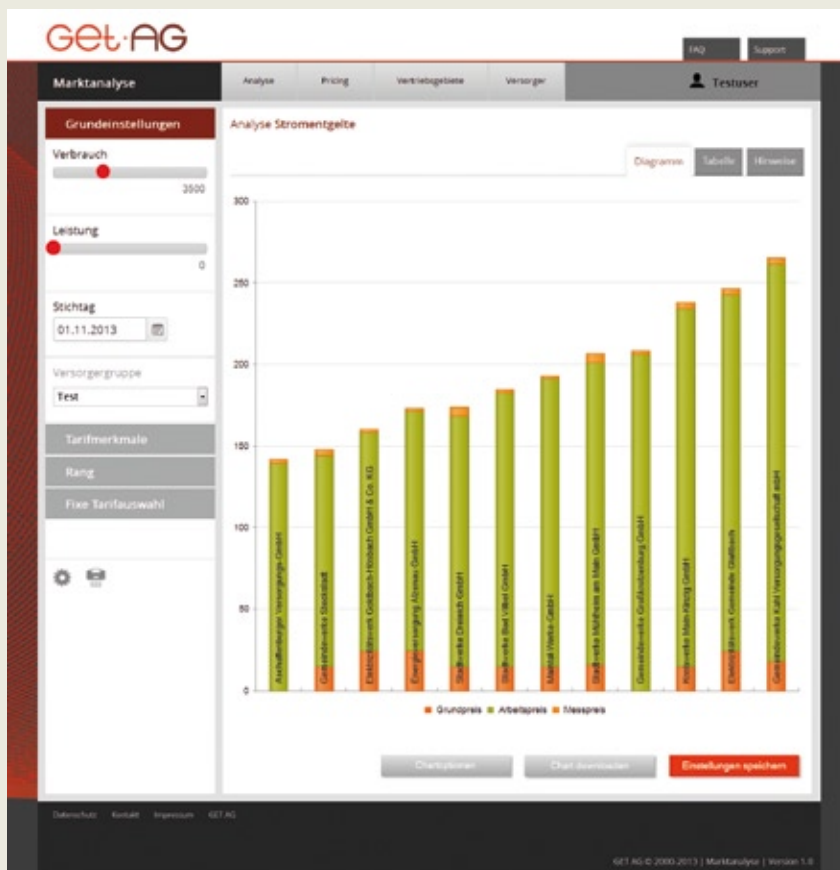 GET·AG
FAQ Support
Marktanalyse Analyse Pricing Vertriebsgebiete Versorger Testuser
Grundeinstellungen
Verbrauch
3500
Leistung
0
Stichtag
01.11.2013
Versorgergruppe
Test
Tarifmerkmale
Rang
Fixe Tarifauswahl
Analyse Stromentgelte
Diagramm Tabelle Hinweise
300
250
200
150
100
50
0
Aschaffenburger Versorgungs-GmbH
Gemeindewerke Stockstadt
Elektrizitätswerk Goldbach-Hösbach GmbH & Co. KG
Energieversorgung Alzenau GmbH
Stadtwerke Dreieich GmbH
Stadtwerke Bad Vilbel GmbH
Maintal Werke-GmbH
Stadtwerke Mühlheim am Main GmbH
Gemeindewerke Großkrotzenburg GmbH
Kreiswerke Main-Kinzig GmbH
Elektrizitätswerk Gemeinde Glattbach
Gemeindewerke Kahl Versorgungsgesellschaft mbH
Grundpreis Arbeitspreis Messpreis
Chartoptionen Chart downloaden Einstellungen speichern
Datenschutz Kontakt Impressum GET AG
GET AG © 2000-2013 | Marktanalyse | Version 1.0